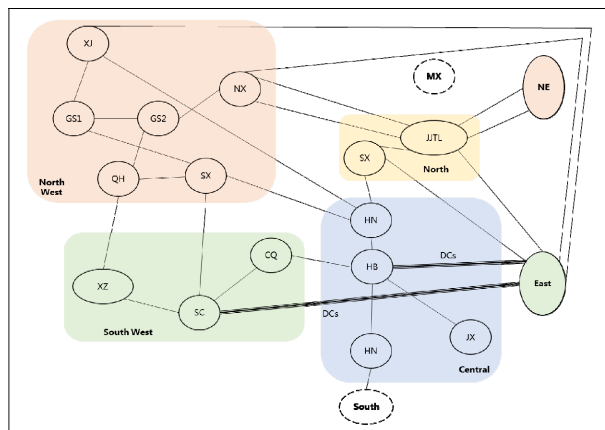 XJ
MX
NE
NX
GS1
GS2
JJTL
SX
North
North
West
QH
SX
HN
CQ
HB
DCs
East
XZ
SC
DCs
South West
HN
JX
Central
South